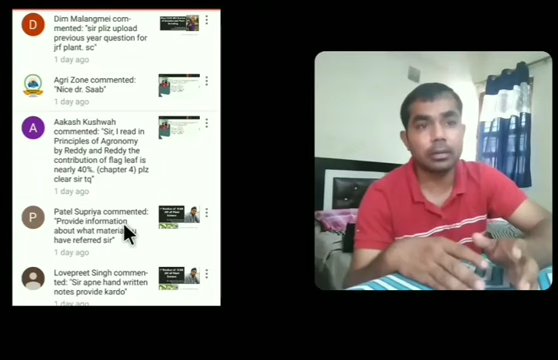 D
Dim Malangmei com-
mented: "sir pliz upload
previous year question for
jrf plant. sc"
1 day ago
Agri Zone commented:
"Nice dr. Saab"
1 day ago
A
Aakash Kushwah
commented: "Sir, I read in
Principles of Agronomy
by Reddy and Reddy the
contribution of flag leaf is
nearly 40%. (chapter 4) plz
clear sir tq"
1 day ago
P
Patel Supriya commented:
"Provide information
about what
have referred sir"
1 day ago
Lovepreet Singh commen-
ted: "Sir apne hand written
notes provide kardo"
1 day ago